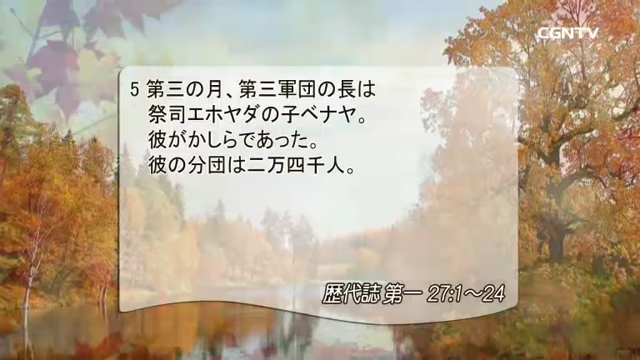 CGNTV
5 第三の月、第三軍団の長は
祭司エホヤダの子ベナヤ。
彼がかしらであった。
彼の分団は二万四千人。
歴代誌 第一 27:1～24